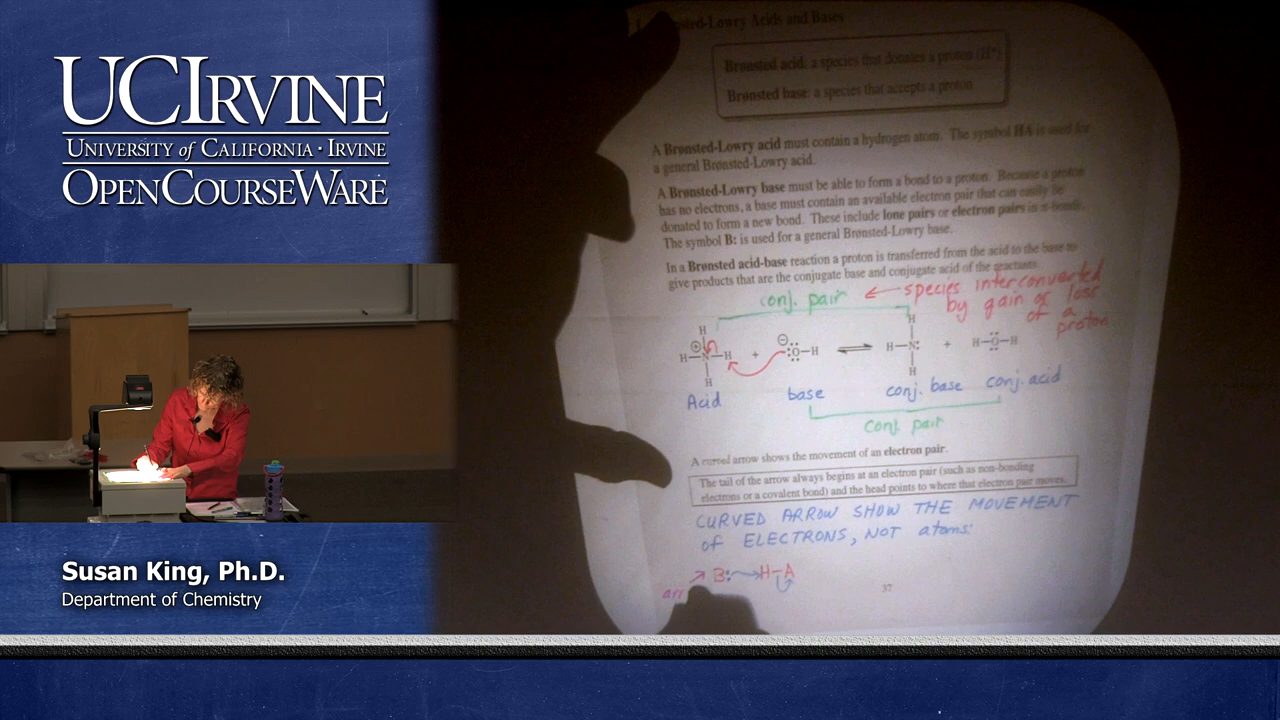 UCIRVINE
UNIVERSITY of CALIFORNIA · IRVINE
OPENCOURSEWARE
Susan King, Ph.D.
Department of Chemistry
Acids and Bases
Brønsted acid: a species that donates a proton (H⁺)
Brønsted base: a species that accepts a proton
A Brønsted-Lowry acid must contain a hydrogen atom. The symbol HA is used for
a general Brønsted-Lowry acid.
A Brønsted-Lowry base must be able to form a bond to a proton. Because a proton
has no electrons, a base must contain an available electron pair that can easily be
donated to form a new bond. These include lone pairs or electron pairs in π-bonds.
The symbol B: is used for a general Brønsted-Lowry base.
In a Brønsted acid-base reaction a proton is transferred from the acid to the base to
give products that are the conjugate base and conjugate acid of the reactants.
conj. pair ← species interconverted
by gain or loss
of a
proton
H H
H—N—H + :O—H ⇌ H—N: + H—O—H
H H
Acid base conj. base conj. acid
conj pair
A curved arrow shows the movement of an electron pair.
The tail of the arrow always begins at an electron pair (such as non-bonding
electrons or a covalent bond) and the head points to where that electron pair moves.
CURVED ARROW SHOW THE MOVEMENT
of ELECTRONS, NOT atoms.
B: H—A
arr
37